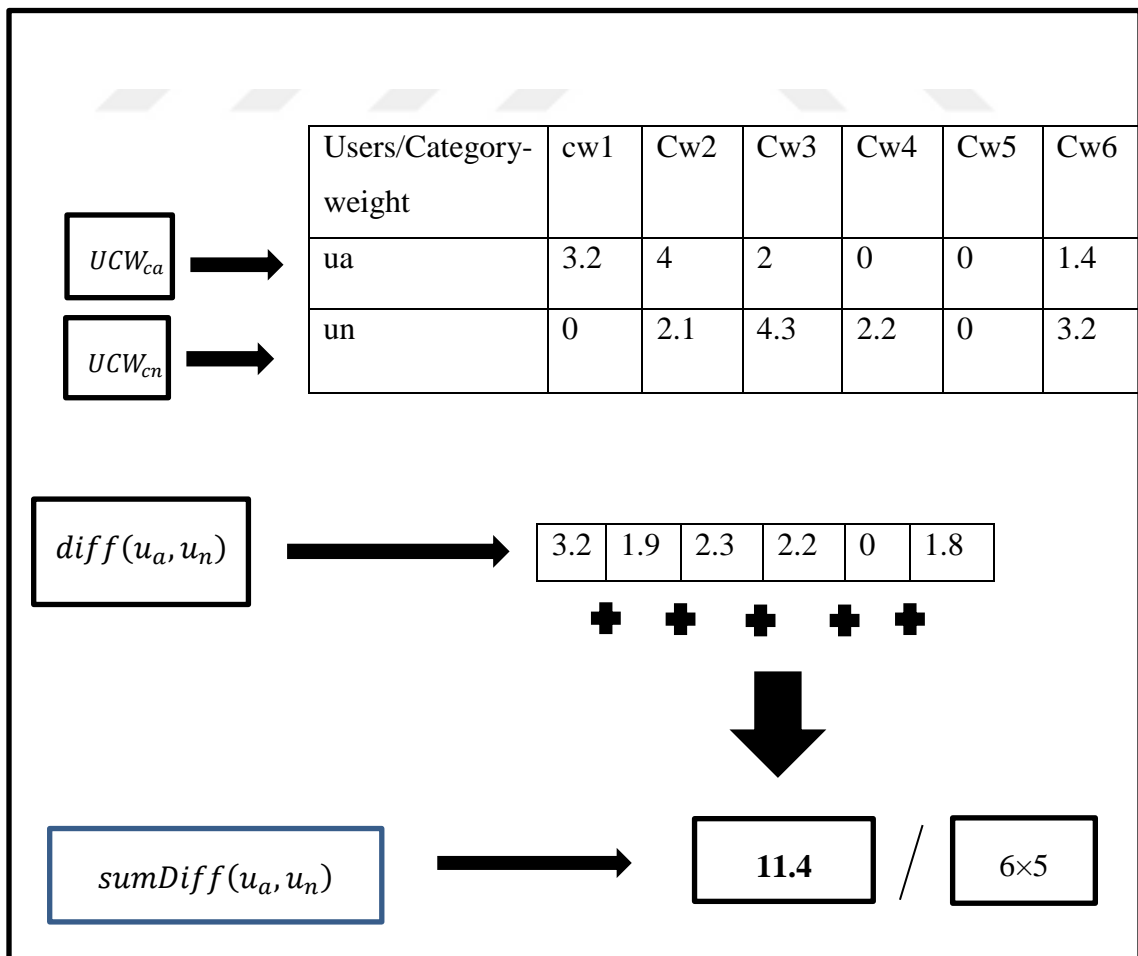 Users/Category-weight cw1 Cw2 Cw3 Cw4 Cw5 Cw6
UCW_ca ua 3.2 4 2 0 0 1.4
UCW_cn un 0 2.1 4.3 2.2 0 3.2
diff(u_a, u_n) 3.2 1.9 2.3 2.2 0 1.8
sumDiff(u_a, u_n) 11.4 / 6×5